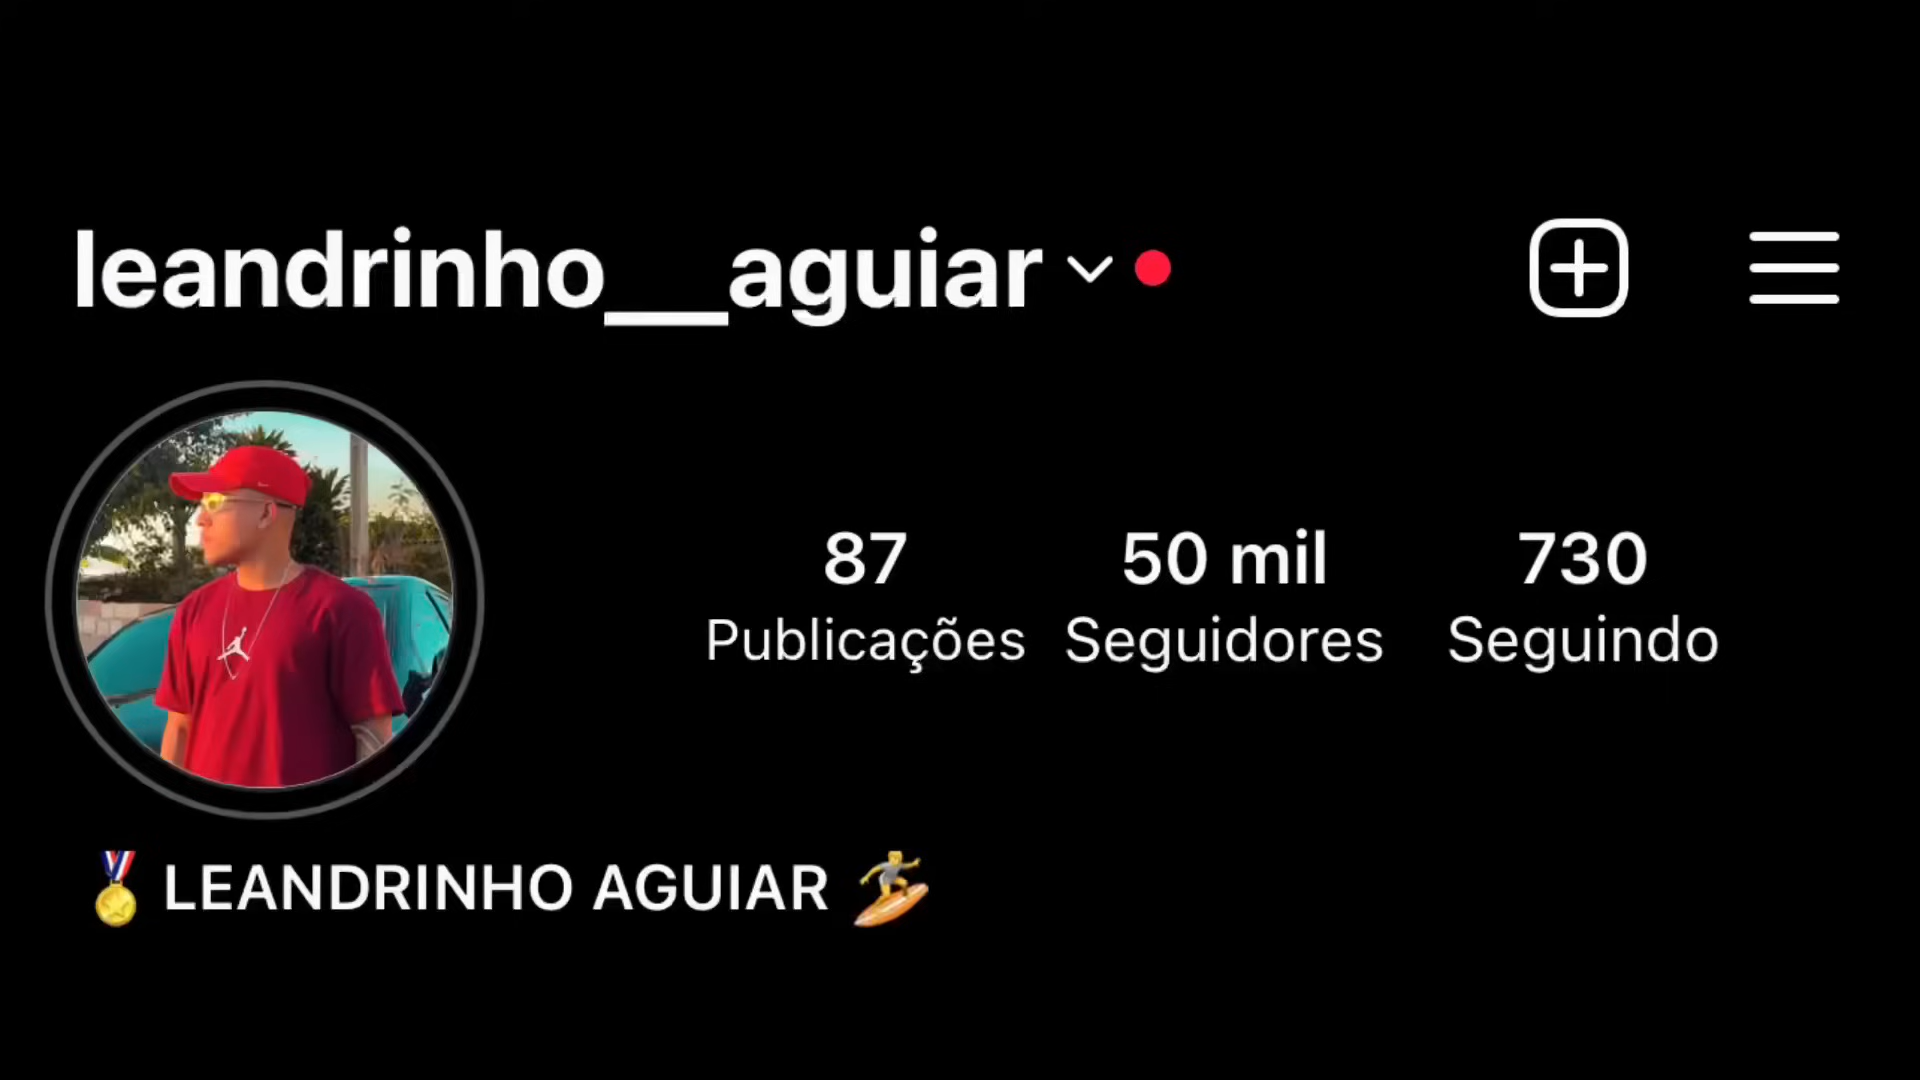 leandrinho__aguiar
87 50 mil 730
Publicações Seguidores Seguindo
🏅 LEANDRINHO AGUIAR 🏄